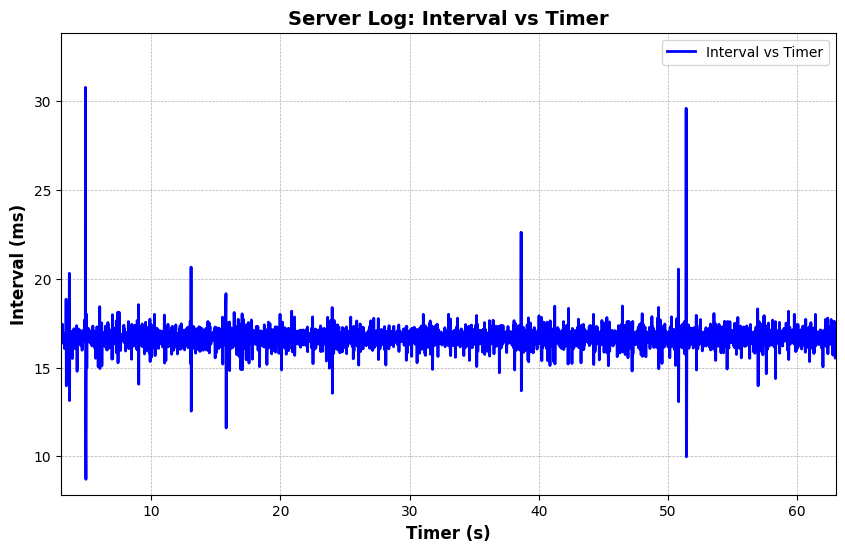 Server Log: Interval vs Timer
Interval vs Timer
Interval (ms)
30
25
20
15
10
10 20 30 40 50 60
Timer (s)